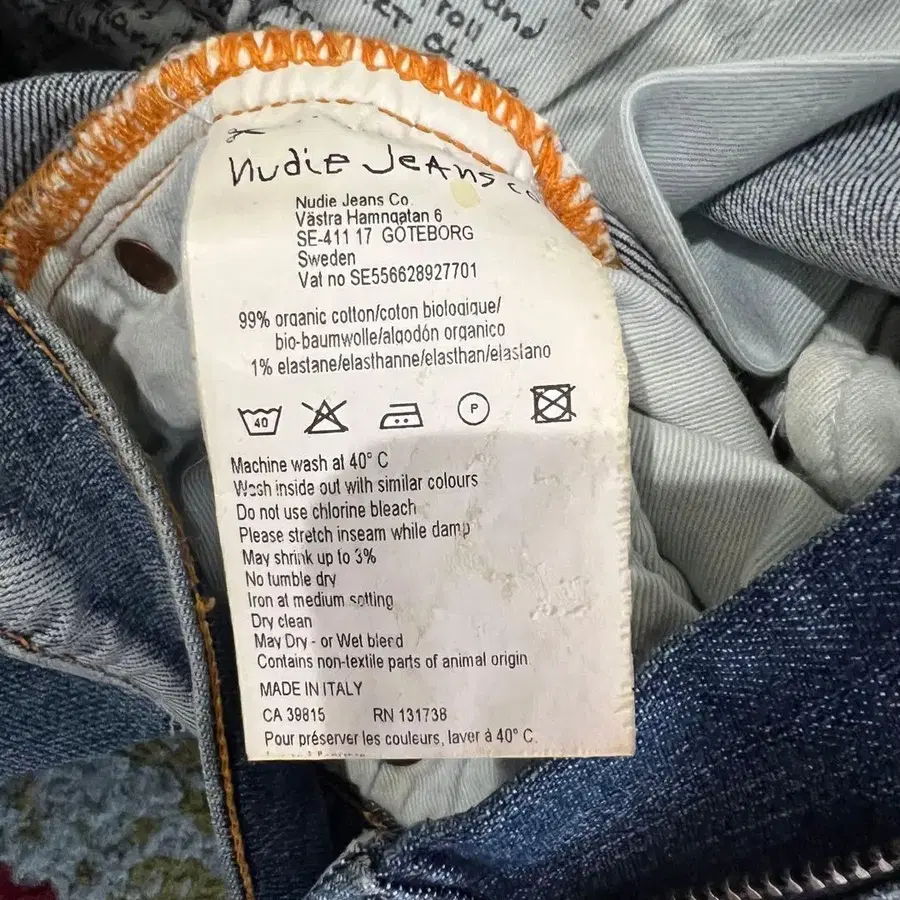 and
roll
at
Nudie Jeans co
Nudie Jeans Co
Västra Hamngatan 6
SE-411 17 GÖTEBORG
Sweden
Vat no SE556628927701
99% organic cotton/coton biologique/
bio-baumwolle/algodón organico
1% elastane/elasthanne/elasthan/elastano
40
P
Machine wash at 40° C
Wash inside out with similar colours
Do not use chlorine bleach
Please stretch inseam while damp
May shrink up to 3%
No tumble dry
Iron at medium setting
Dry clean
May Dry - or Wet bleed
Contains non-textile parts of animal origin
MADE IN ITALY
CA 39815 RN 131738
Pour préserver les couleurs, laver à 40° C.